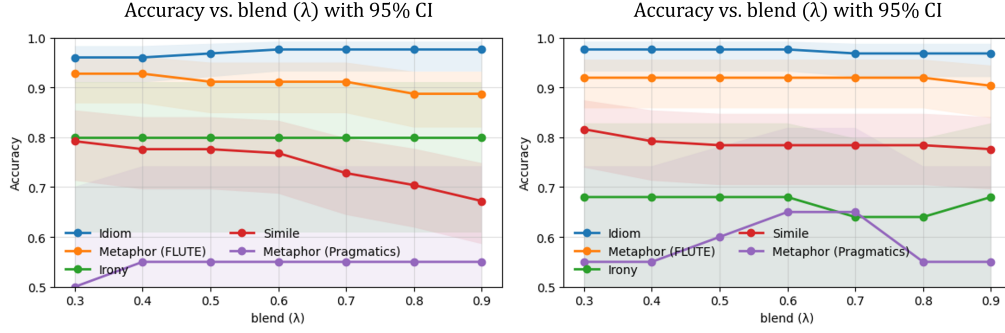 Accuracy vs. blend (λ) with 95% CI
1.0
0.9
0.8
0.7
0.6
0.5
Accuracy
Idiom
Metaphor (FLUTE)
Irony
Simile
Metaphor (Pragmatics)
0.3 0.4 0.5 0.6 0.7 0.8 0.9
blend (λ)
Accuracy vs. blend (λ) with 95% CI
1.0
0.9
0.8
0.7
0.6
0.5
Accuracy
Idiom
Metaphor (FLUTE)
Irony
Simile
Metaphor (Pragmatics)
0.3 0.4 0.5 0.6 0.7 0.8 0.9
blend (λ)